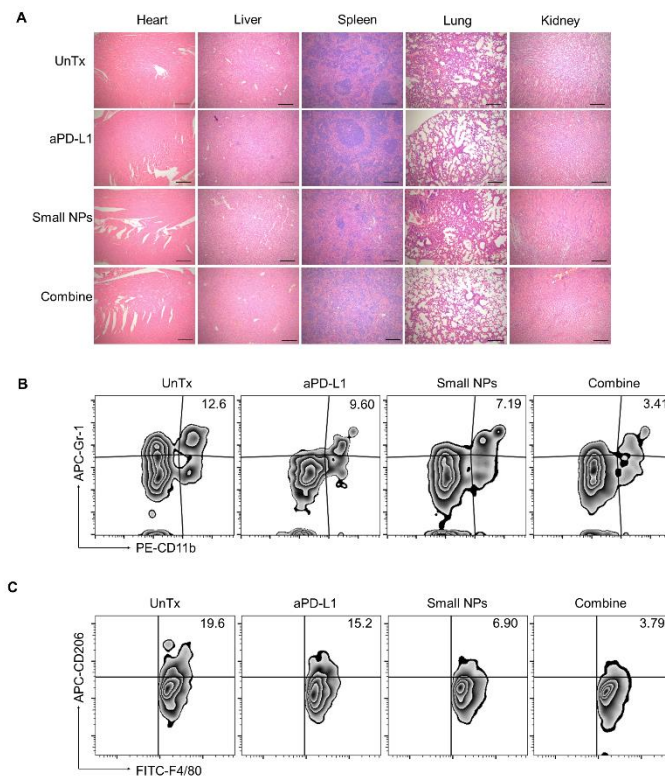 A
Heart Liver Spleen Lung Kidney
UnTx
aPD-L1
Small NPs
Combine
B
UnTx aPD-L1 Small NPs Combine
12.6 9.60 7.19 3.41
APC-Gr-1
PE-CD11b
C
UnTx aPD-L1 Small NPs Combine
19.6 15.2 6.90 3.79
APC-CD206
FITC-F4/80